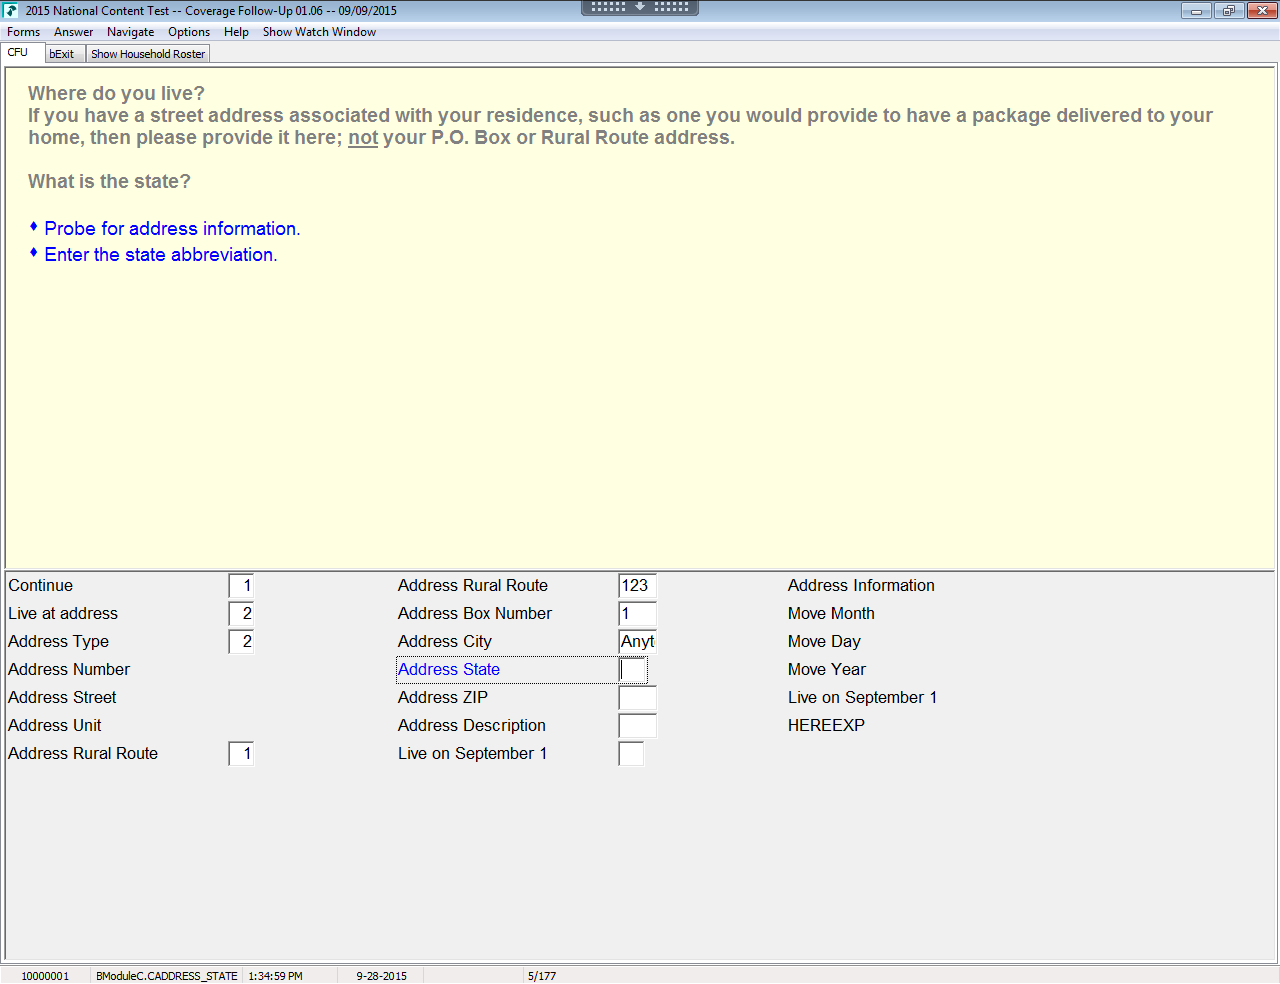 2015 National Content Test -- Coverage Follow-Up 01.06 -- 09/09/2015
Forms Answer Navigate Options Help Show Watch Window
CFU bExit Show Household Roster
Where do you live?
If you have a street address associated with your residence, such as one you would provide to have a package delivered to your
home, then please provide it here; not your P.O. Box or Rural Route address.
What is the state?
♦ Probe for address information.
♦ Enter the state abbreviation.
Continue 1
Live at address 2
Address Type 2
Address Number
Address Street
Address Unit
Address Rural Route 1
Address Rural Route 123
Address Box Number 1
Address City Anyt
Address State
Address ZIP
Address Description
Live on September 1
Address Information
Move Month
Move Day
Move Year
Live on September 1
HEREEXP
10000001 BModuleC.CADDRESS_STATE 1:34:59 PM 9-28-2015 5/177